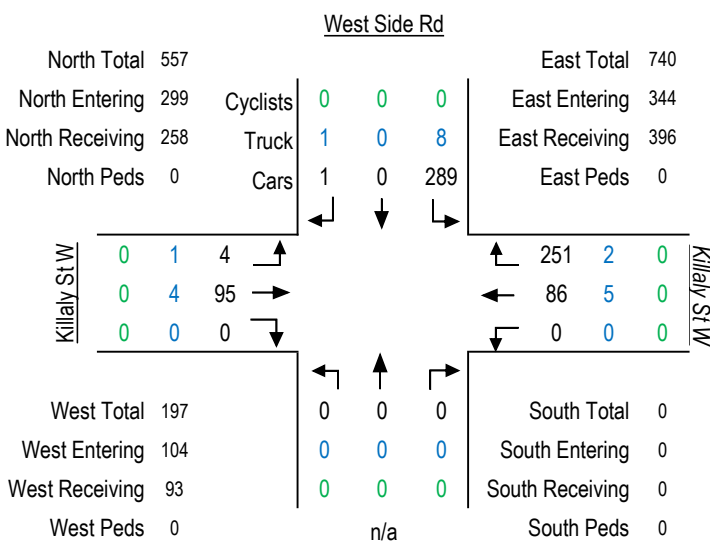 West Side Rd
North Total 557
East Total 740
North Entering 299
Cyclists 0 0 0
East Entering 344
North Receiving 258
Truck 1 0 8
East Receiving 396
North Peds 0
Cars 1 0 289
East Peds 0
Killaly St W
0 1 4
251 2 0
0 4 95
86 5 0
0 0 0
0 0 0
Killaly St W
West Total 197
0 0 0
South Total 0
West Entering 104
0 0 0
South Entering 0
West Receiving 93
0 0 0
South Receiving 0
West Peds 0
n/a
South Peds 0